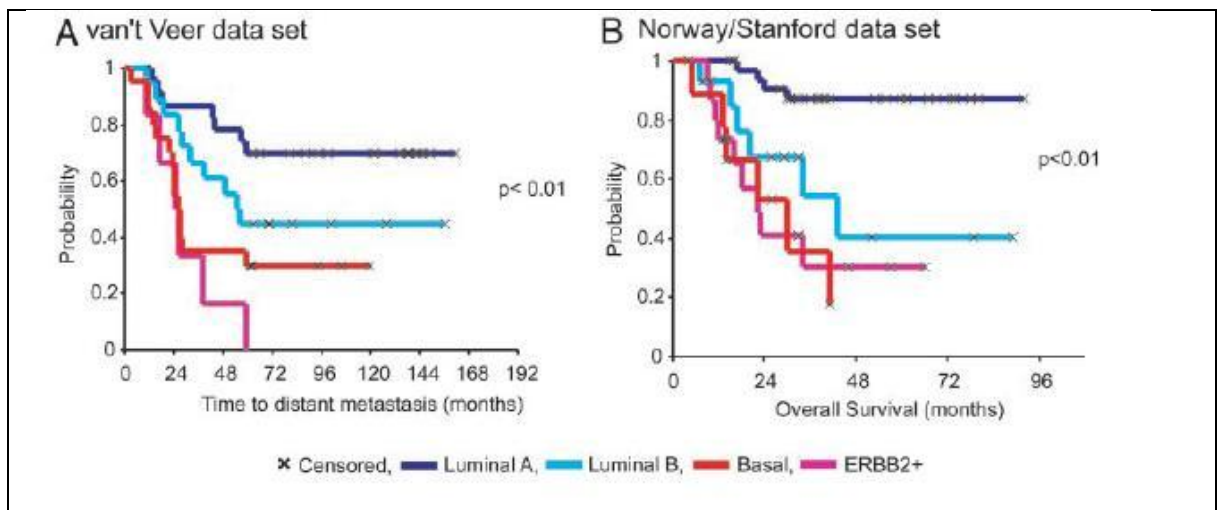 A van't Veer data set
1
0.8
0.6
0.4
0.2
0
Probability
p< 0.01
0 24 48 72 96 120 144 168 192
Time to distant metastasis (months)
B Norway/Stanford data set
1
0.8
0.6
0.4
0.2
0
Probability
p<0.01
0 24 48 72 96
Overall Survival (months)
× Censored, Luminal A, Luminal B, Basal, ERBB2+